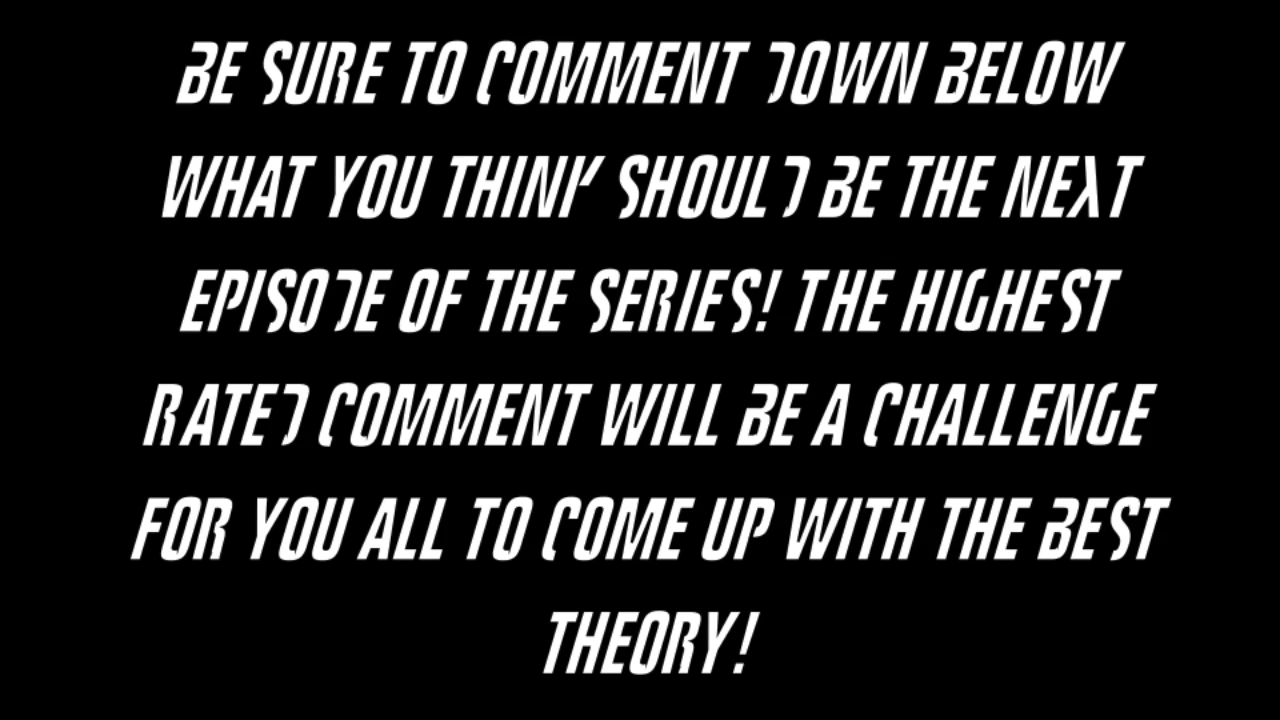 BE SURE TO COMMENT DOWN BELOW
WHAT YOU THINK SHOULD BE THE NEXT
EPISODE OF THE SERIES! THE HIGHEST
RATED COMMENT WILL BE A CHALLENGE
FOR YOU ALL TO COME UP WITH THE BEST
THEORY!